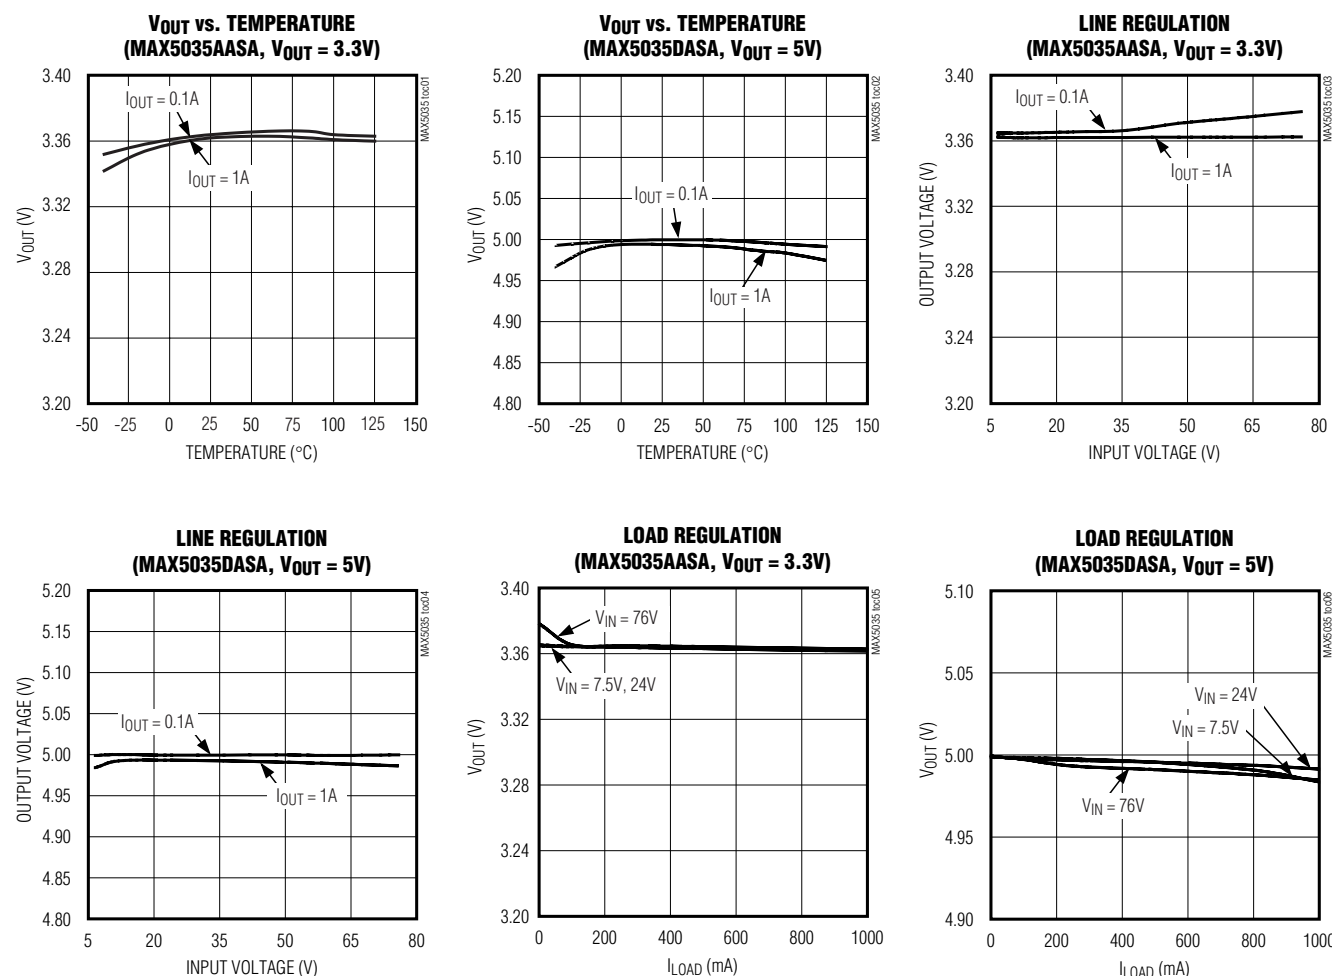 VOUT vs. TEMPERATURE
(MAX5035AASA, VOUT = 3.3V)
MAX5035 toc01
3.40
3.36
3.32
3.28
3.24
3.20
VOUT (V)
IOUT = 0.1A
IOUT = 1A
-50 -25 0 25 50 75 100 125 150
TEMPERATURE (°C)
VOUT vs. TEMPERATURE
(MAX5035DASA, VOUT = 5V)
MAX5035 toc02
5.20
5.15
5.10
5.05
5.00
4.95
4.90
4.85
4.80
VOUT (V)
IOUT = 0.1A
IOUT = 1A
-50 -25 0 25 50 75 100 125 150
TEMPERATURE (°C)
LINE REGULATION
(MAX5035AASA, VOUT = 3.3V)
MAX5035 toc03
3.40
3.36
3.32
3.28
3.24
3.20
OUTPUT VOLTAGE (V)
IOUT = 0.1A
IOUT = 1A
5 20 35 50 65 80
INPUT VOLTAGE (V)
LINE REGULATION
(MAX5035DASA, VOUT = 5V)
MAX5035 toc04
5.20
5.15
5.10
5.05
5.00
4.95
4.90
4.85
4.80
OUTPUT VOLTAGE (V)
IOUT = 0.1A
IOUT = 1A
5 20 35 50 65 80
INPUT VOLTAGE (V)
LOAD REGULATION
(MAX5035AASA, VOUT = 3.3V)
MAX5035 toc05
3.40
3.36
3.32
3.28
3.24
3.20
VOUT (V)
VIN = 76V
VIN = 7.5V, 24V
0 200 400 600 800 1000
ILOAD (mA)
LOAD REGULATION
(MAX5035DASA, VOUT = 5V)
MAX5035 toc06
5.10
5.05
5.00
4.95
4.90
VOUT (V)
VIN = 24V
VIN = 7.5V
VIN = 76V
0 200 400 600 800 1000
ILOAD (mA)